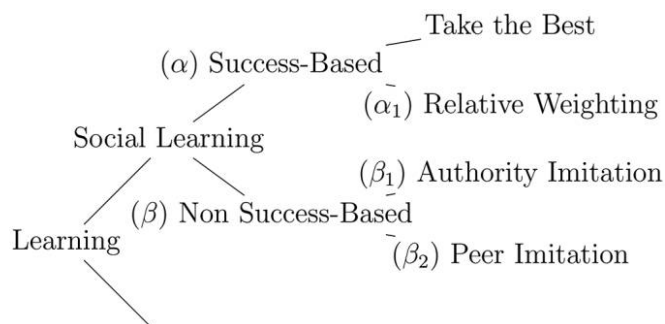 Take the Best
(α) Success-Based
(α₁) Relative Weighting
Social Learning
(β₁) Authority Imitation
(β) Non Success-Based
Learning
(β₂) Peer Imitation